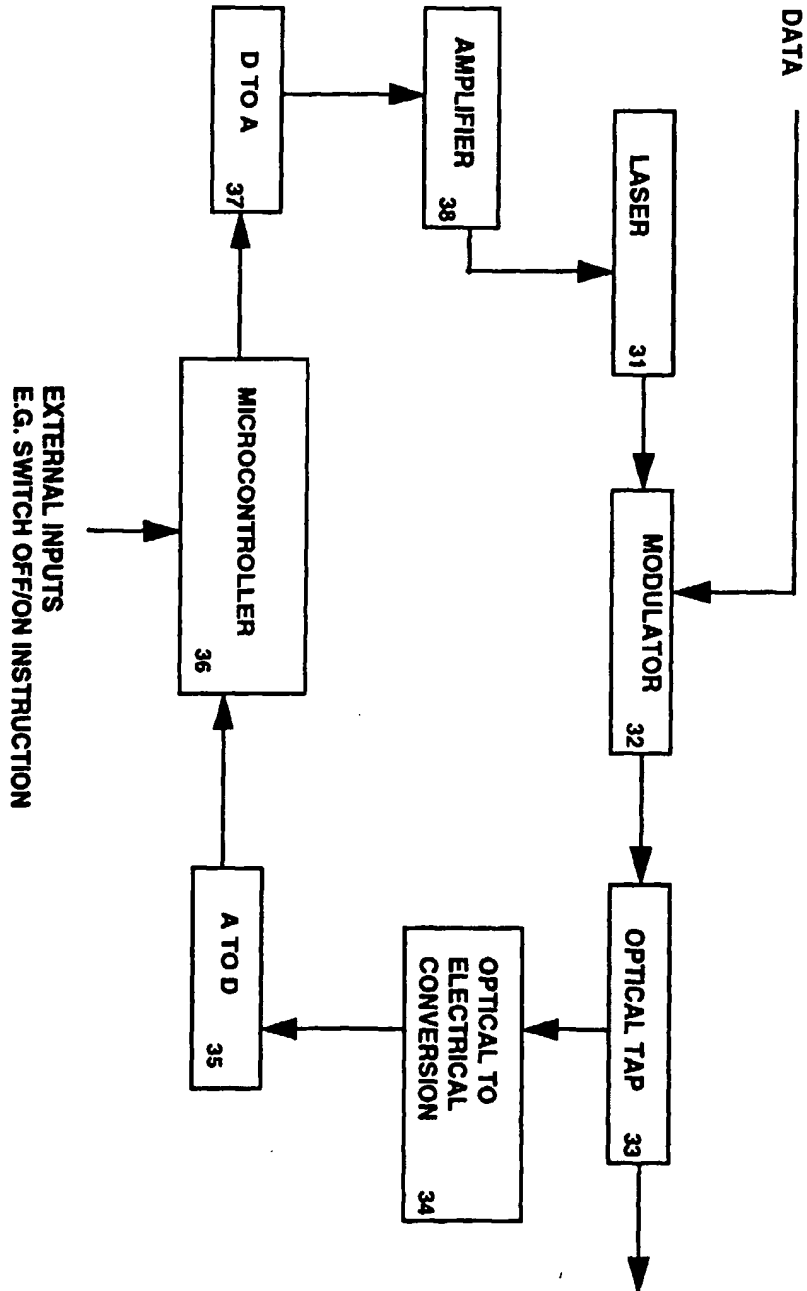 DATA
LASER
31
MODULATOR
32
OPTICAL TAP
33
AMPLIFIER
38
OPTICAL TO
ELECTRICAL
CONVERSION
34
D TO A
37
MICROCONTROLLER
36
A TO D
35
EXTERNAL INPUTS
E.G. SWITCH OFF/ON INSTRUCTION